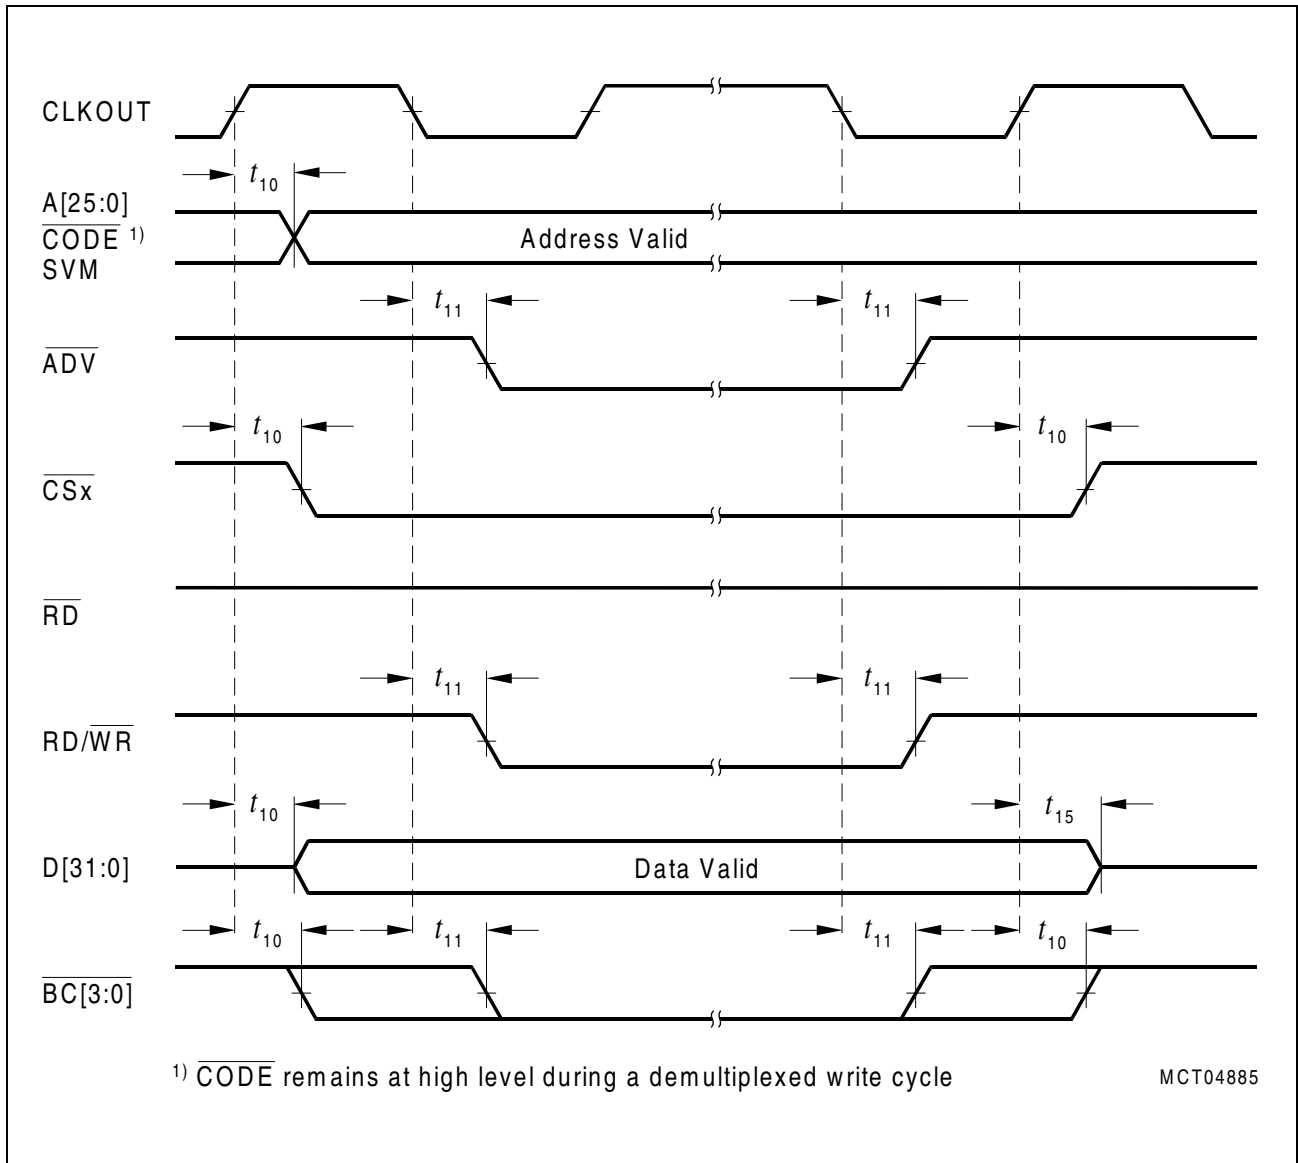 CLKOUT
t10
A[25:0]
CODE 1)
SVM
Address Valid
t11 t11
ADV
t10 t10
CSx
RD
t11 t11
RD/WR
t10 t15
D[31:0]
Data Valid
t10 t11 t11 t10
BC[3:0]
1) CODE remains at high level during a demultiplexed write cycle
MCT04885